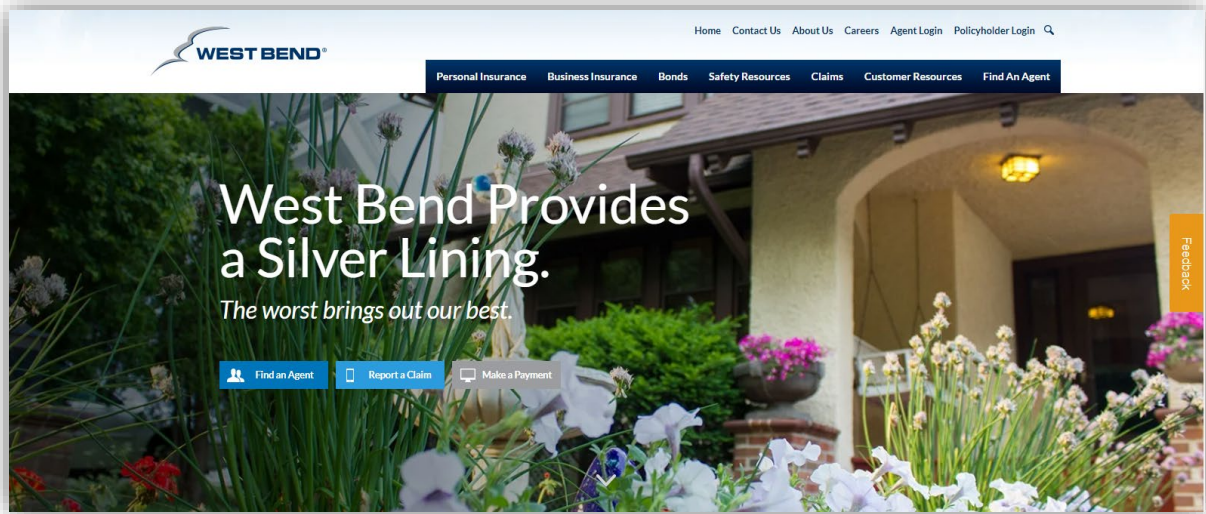 WEST BEND®
Home Contact Us About Us Careers Agent Login Policyholder Login
Personal Insurance Business Insurance Bonds Safety Resources Claims Customer Resources Find An Agent
West Bend Provides
a Silver Lining.
The worst brings out our best.
Find an Agent Report a Claim Make a Payment
Feedback